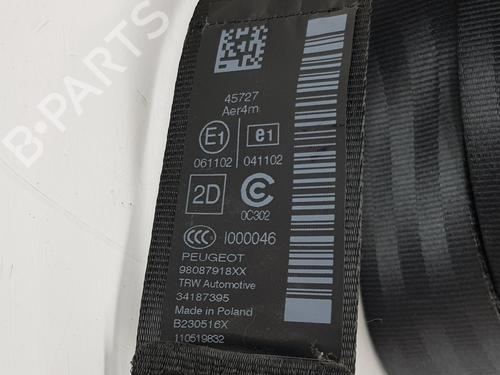 B-PARTS
45727
Aer4m
E1 e1
061102 041102
2D C
0C302
CCC I000046
PEUGEOT
98087918XX
TRW Automotive
34187395
Made in Poland
B230516X
110519832